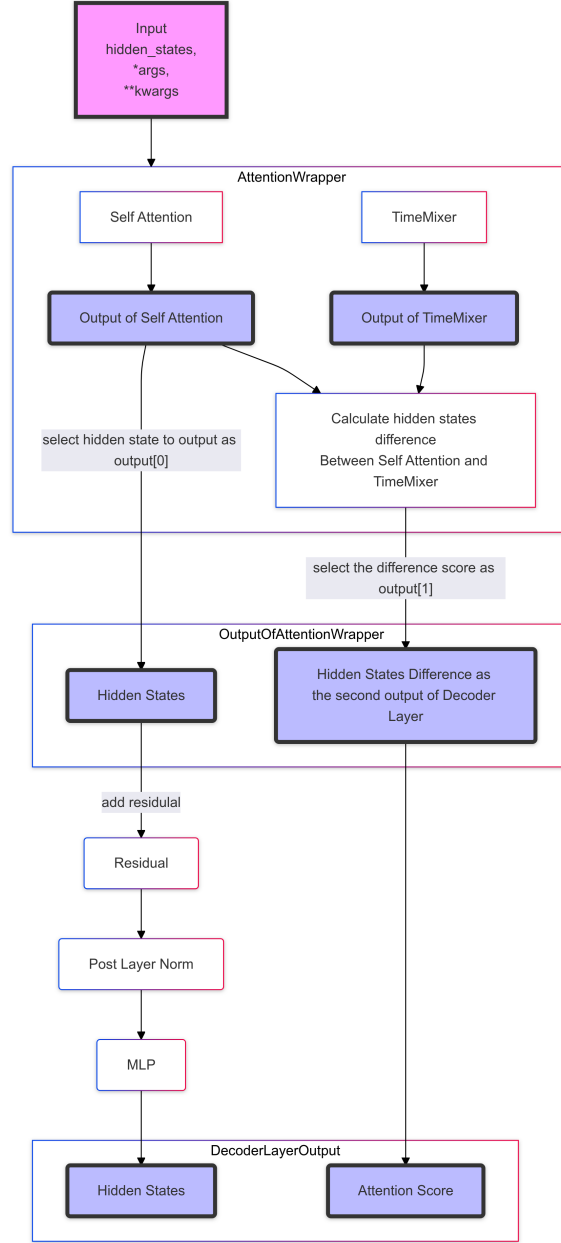 Input
hidden_states,
*args,
**kwargs
AttentionWrapper
Self Attention
TimeMixer
Output of Self Attention
Output of TimeMixer
Calculate hidden states
difference
Between Self Attention and
TimeMixer
select hidden state to output as
output[0]
select the difference score as
output[1]
OutputOfAttentionWrapper
Hidden States
Hidden States Difference as
the second output of Decoder
Layer
add residulal
Residual
Post Layer Norm
MLP
DecoderLayerOutput
Hidden States
Attention Score